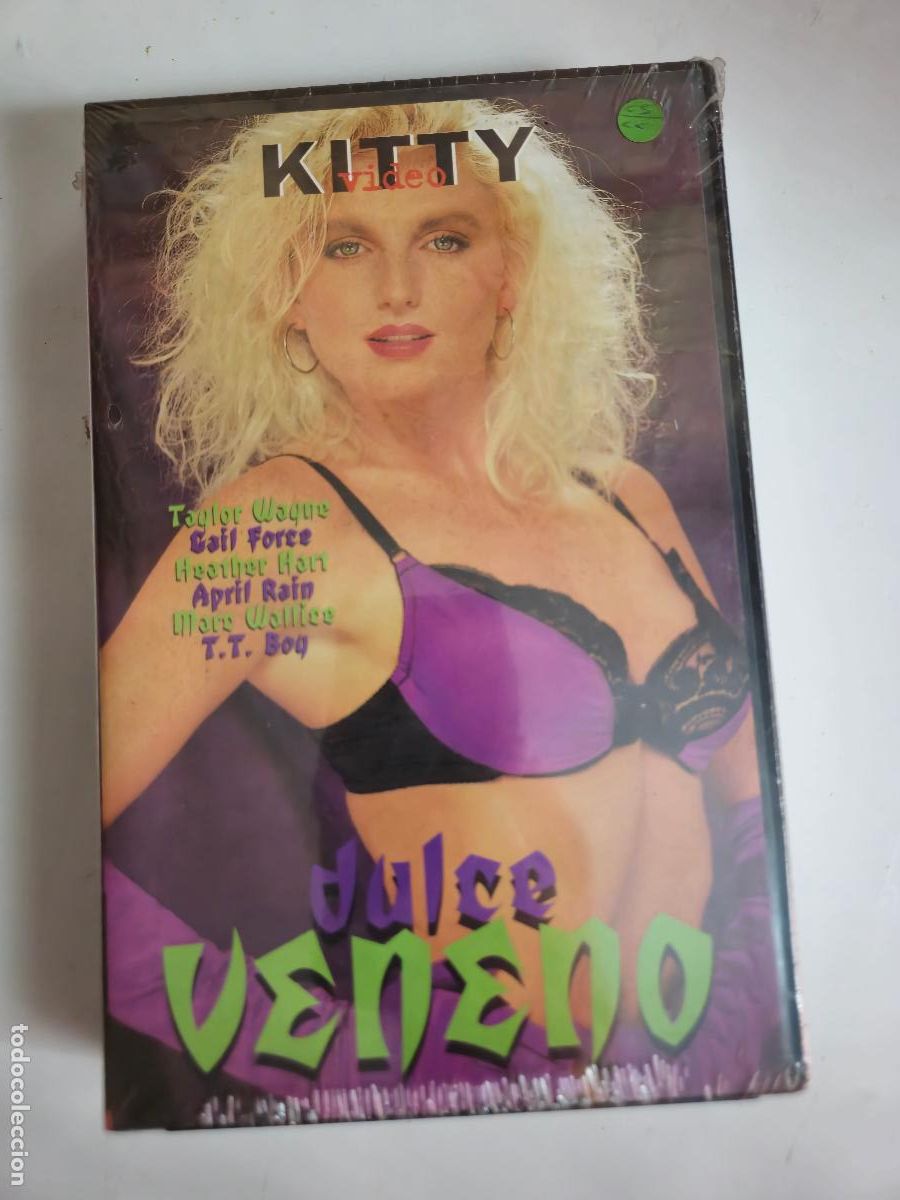 KITTY
video
Taylor Wayne
Gail Force
Heather Hart
April Rain
Marc Wallice
T.T. Boy
dulce
VENENO
todocoleccion